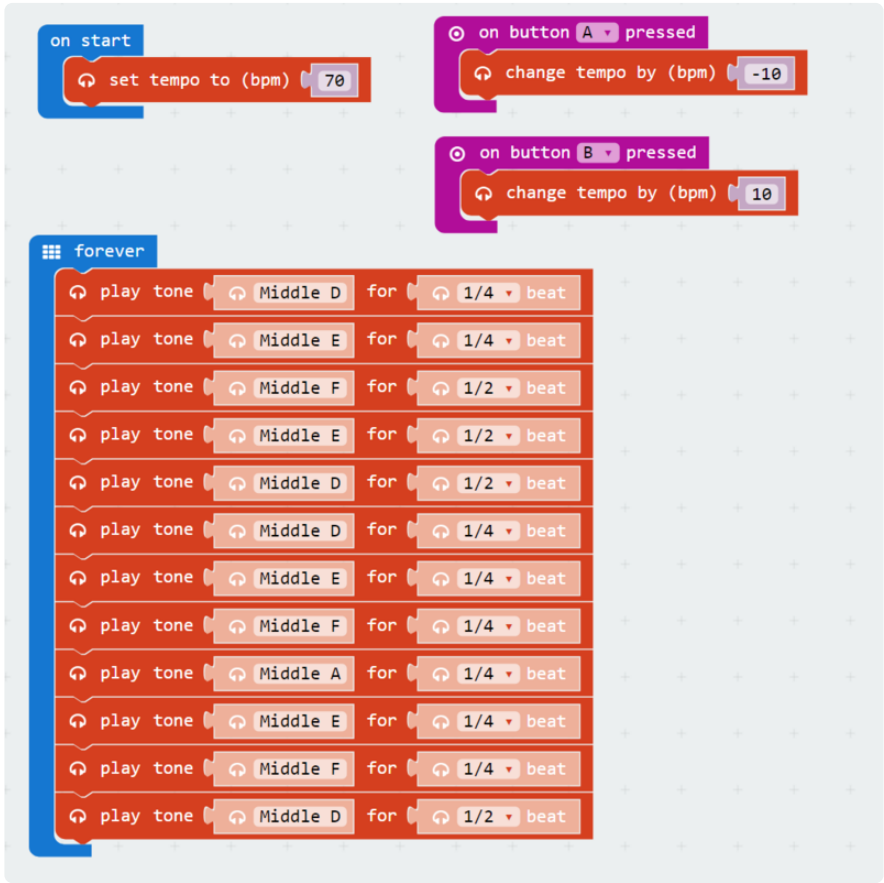 on start
set tempo to (bpm) 70
on button A pressed
change tempo by (bpm) -10
on button B pressed
change tempo by (bpm) 10
forever
play tone Middle D for 1/4 beat
play tone Middle E for 1/4 beat
play tone Middle F for 1/2 beat
play tone Middle E for 1/2 beat
play tone Middle D for 1/2 beat
play tone Middle D for 1/4 beat
play tone Middle E for 1/4 beat
play tone Middle F for 1/4 beat
play tone Middle A for 1/4 beat
play tone Middle E for 1/4 beat
play tone Middle F for 1/4 beat
play tone Middle D for 1/2 beat